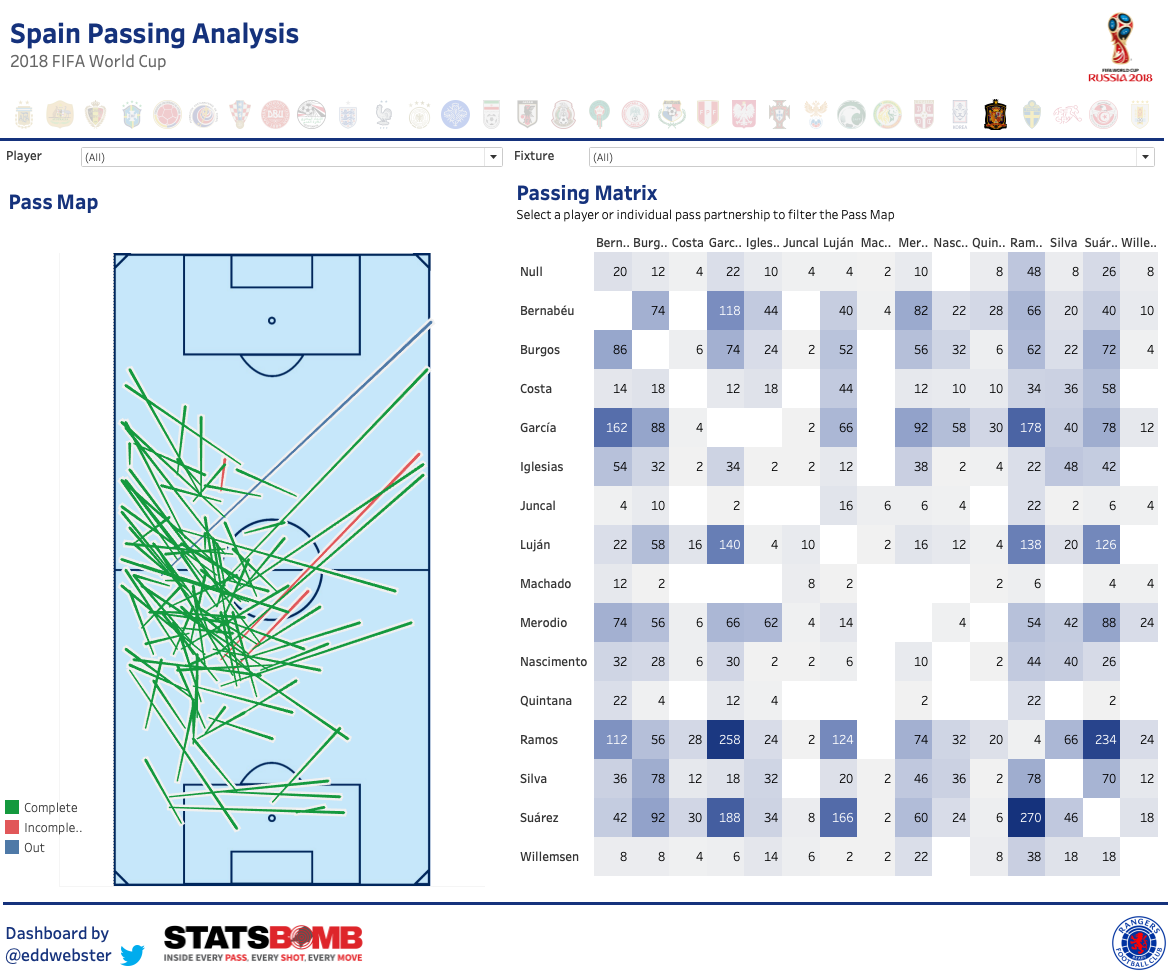 Spain Passing Analysis
2018 FIFA World Cup
FIFA WORLD CUP
RUSSIA 2018
Player (All) Fixture (All)
Pass Map
Passing Matrix
Select a player or individual pass partnership to filter the Pass Map
Bern.. Burg.. Costa Garc.. Igles.. Juncal Luján Mac.. Mer.. Nasc.. Quin.. Ram.. Silva Suár.. Wille..
Null 20 12 4 22 10 4 4 2 10 8 48 8 26 8
Bernabéu 74 118 44 40 4 82 22 28 66 20 40 10
Burgos 86 6 74 24 2 52 56 32 6 62 22 72 4
Costa 14 18 12 18 44 12 10 10 34 36 58
García 162 88 4 2 66 92 58 30 178 40 78 12
Iglesias 54 32 2 34 2 2 12 38 2 4 22 48 42
Juncal 4 10 2 16 6 6 4 22 2 6 4
Luján 22 58 16 140 4 10 2 16 12 4 138 20 126
Machado 12 2 8 2 2 6 4 4
Merodio 74 56 6 66 62 4 14 4 54 42 88 24
Nascimento 32 28 6 30 2 2 6 10 2 44 40 26
Quintana 22 4 12 4 2 22 2
Ramos 112 56 28 258 24 2 124 74 32 20 4 66 234 24
Silva 36 78 12 18 32 20 2 46 36 2 78 70 12
Suárez 42 92 30 188 34 8 166 2 60 24 6 270 46 18
Willemsen 8 8 4 6 14 6 2 2 22 8 38 18 18
Complete
Incomple..
Out
Dashboard by
@eddwebster
STATSBOMB
INSIDE EVERY PASS, EVERY SHOT, EVERY MOVE
RANGERS
FOOTBALL CLUB